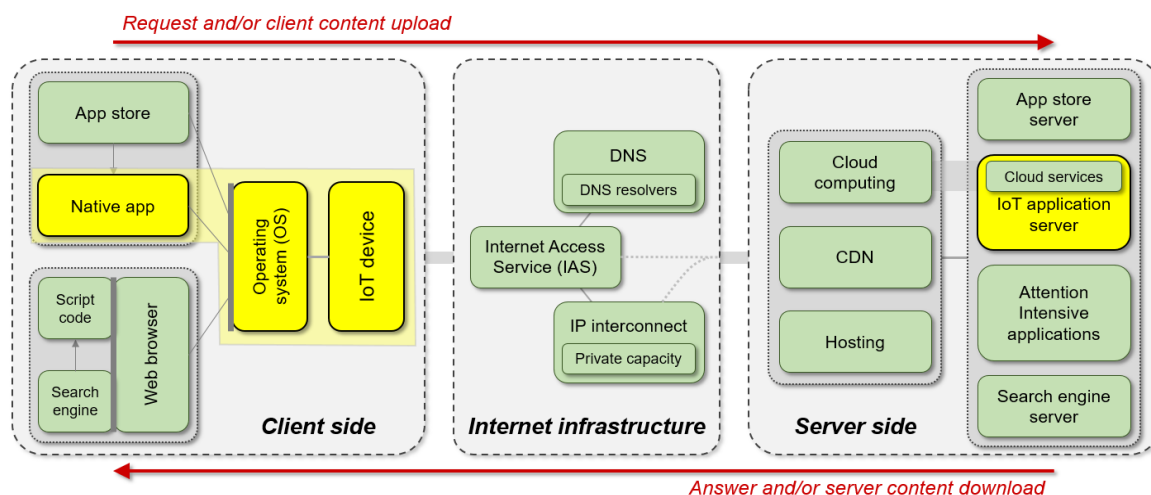 Request and/or client content upload
App store
Native app
Operating
system (OS)
IoT device
Script
code
Search
engine
Web browser
Client side
DNS
DNS resolvers
Internet Access
Service (IAS)
IP interconnect
Private capacity
Internet infrastructure
Cloud
computing
CDN
Hosting
Server side
App store
server
Cloud services
IoT application
server
Attention
Intensive
applications
Search engine
server
Answer and/or server content download